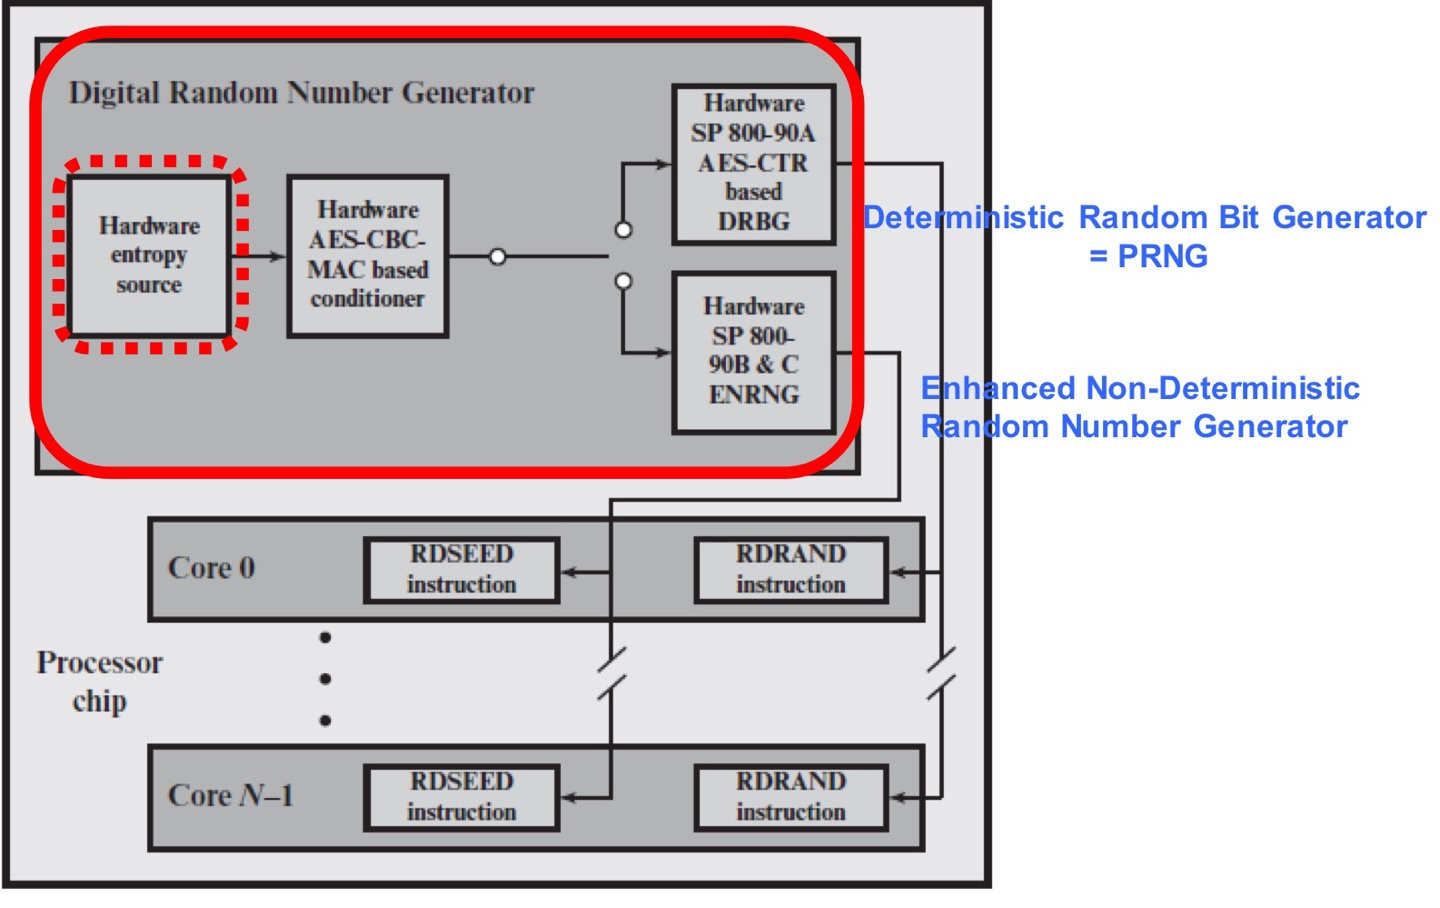 Digital Random Number Generator
Hardware
entropy
source
Hardware
AES-CBC-
MAC based
conditioner
Hardware
SP 800-90A
AES-CTR
based
DRBG
Deterministic Random Bit Generator
= PRNG
Hardware
SP 800-
90B & C
ENRNG
Enhanced Non-Deterministic
Random Number Generator
Core 0
RDSEED
instruction
RDRAND
instruction
Processor
chip
Core N–1
RDSEED
instruction
RDRAND
instruction